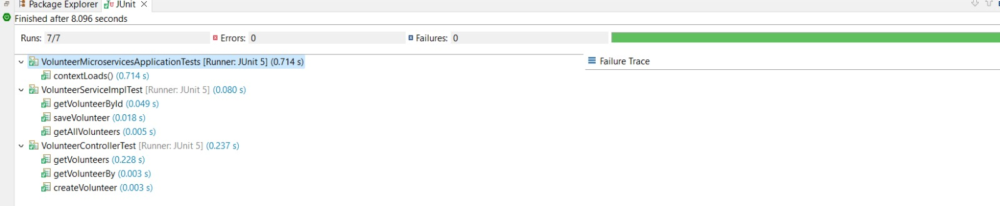 Package Explorer JUnit
Finished after 8.096 seconds
Runs: 7/7 Errors: 0 Failures: 0
VolunteerMicroservicesApplicationTests [Runner: JUnit 5] (0.714 s)
Failure Trace
contextLoads() (0.714 s)
VolunteerServiceImplTest [Runner: JUnit 5] (0.080 s)
getVolunteerById (0.049 s)
saveVolunteer (0.018 s)
getAllVolunteers (0.005 s)
VolunteerControllerTest [Runner: JUnit 5] (0.237 s)
getVolunteers (0.228 s)
getVolunteerBy (0.003 s)
createVolunteer (0.003 s)